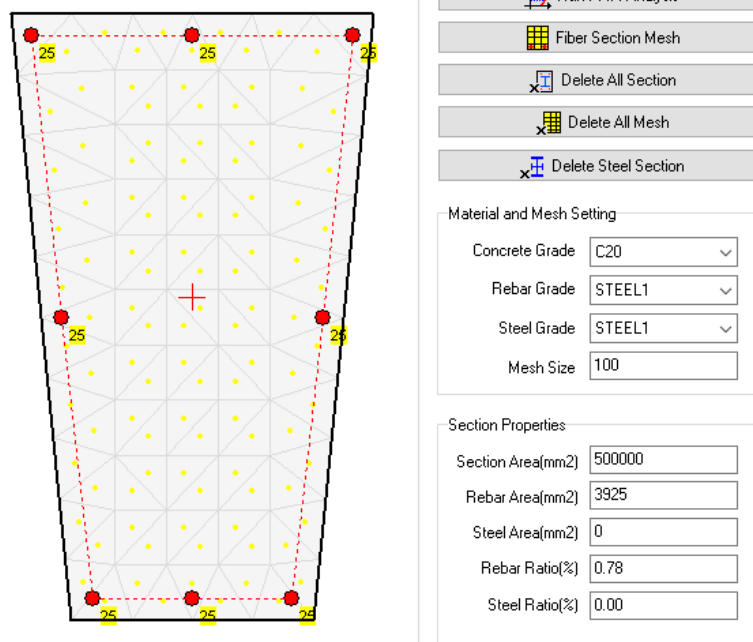 25 25 25
25 25
25 25 25
Fiber Section Mesh
Delete All Section
Delete All Mesh
Delete Steel Section
Material and Mesh Setting
Concrete Grade C20
Rebar Grade STEEL1
Steel Grade STEEL1
Mesh Size 100
Section Properties
Section Area(mm2) 500000
Rebar Area(mm2) 3925
Steel Area(mm2) 0
Rebar Ratio(%) 0.78
Steel Ratio(%) 0.00